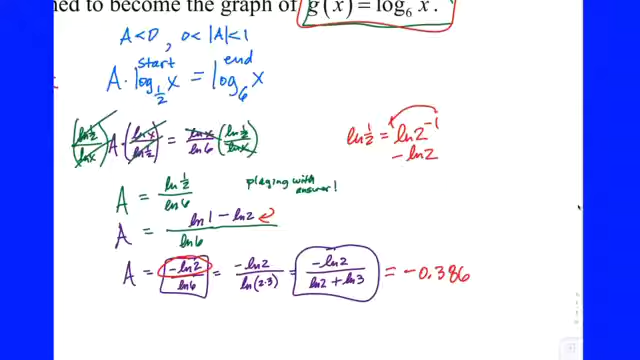 ned to become the graph of g(x) = log₆ x.
A<0, 0<|A|<1
start end
A · log_{1/2} x = log₆ x
(ln ½ / ln x) A · (ln x / ln ½) = ln x / ln 6 (ln ½ / ln x)
ln ½ = ln 2⁻¹
- ln 2
A = ln ½ / ln 6
playing with answer!
A = ln 1 - ln 2 / ln 6
A = -ln 2 / ln 6 = -ln 2 / ln(2·3) = -ln 2 / ln 2 + ln 3 = -0.386